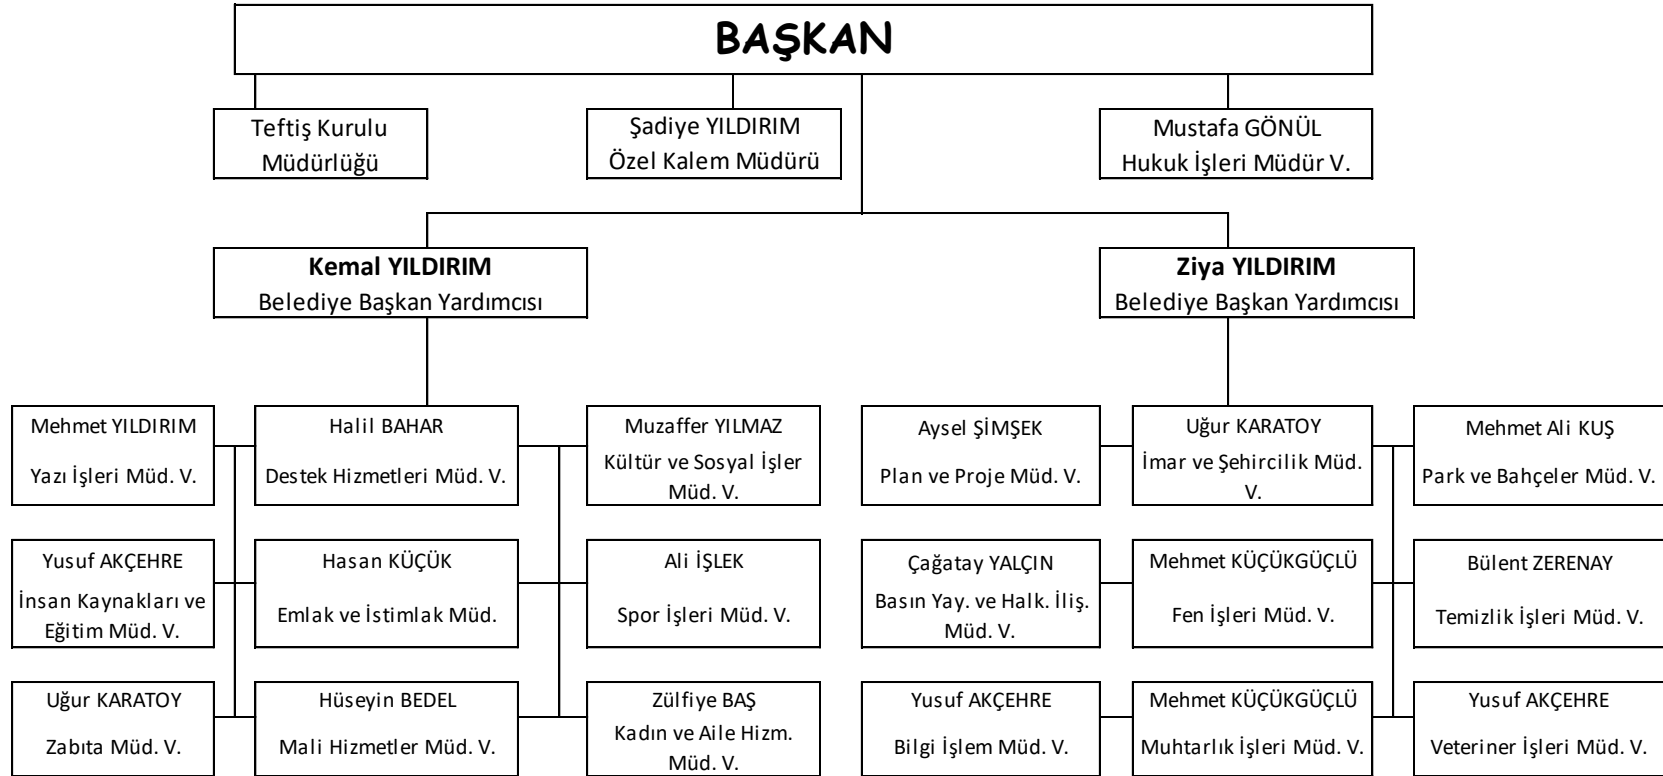 BAŞKAN
Teftiş Kurulu
Müdürlüğü
Şadiye YILDIRIM
Özel Kalem Müdürü
Mustafa GÖNÜL
Hukuk İşleri Müdür V.
Kemal YILDIRIM
Belediye Başkan Yardımcısı
Ziya YILDIRIM
Belediye Başkan Yardımcısı
Mehmet YILDIRIM
Yazı İşleri Müd. V.
Halil BAHAR
Destek Hizmetleri Müd. V.
Muzaffer YILMAZ
Kültür ve Sosyal İşler
Müd. V.
Aysel ŞİMŞEK
Plan ve Proje Müd. V.
Uğur KARATOY
İmar ve Şehircilik Müd.
V.
Mehmet Ali KUŞ
Park ve Bahçeler Müd. V.
Yusuf AKÇEHRE
İnsan Kaynakları ve
Eğitim Müd. V.
Hasan KÜÇÜK
Emlak ve İstimlak Müd.
Ali İŞLEK
Spor İşleri Müd. V.
Çağatay YALÇIN
Basın Yay. ve Halk. İliş.
Müd. V.
Mehmet KÜÇÜKGÜÇLÜ
Fen İşleri Müd. V.
Bülent ZERENAY
Temizlik İşleri Müd. V.
Uğur KARATOY
Zabıta Müd. V.
Hüseyin BEDEL
Mali Hizmetler Müd. V.
Zülfiye BAŞ
Kadın ve Aile Hizm.
Müd. V.
Yusuf AKÇEHRE
Bilgi İşlem Müd. V.
Mehmet KÜÇÜKGÜÇLÜ
Muhtarlık İşleri Müd. V.
Yusuf AKÇEHRE
Veteriner İşleri Müd. V.